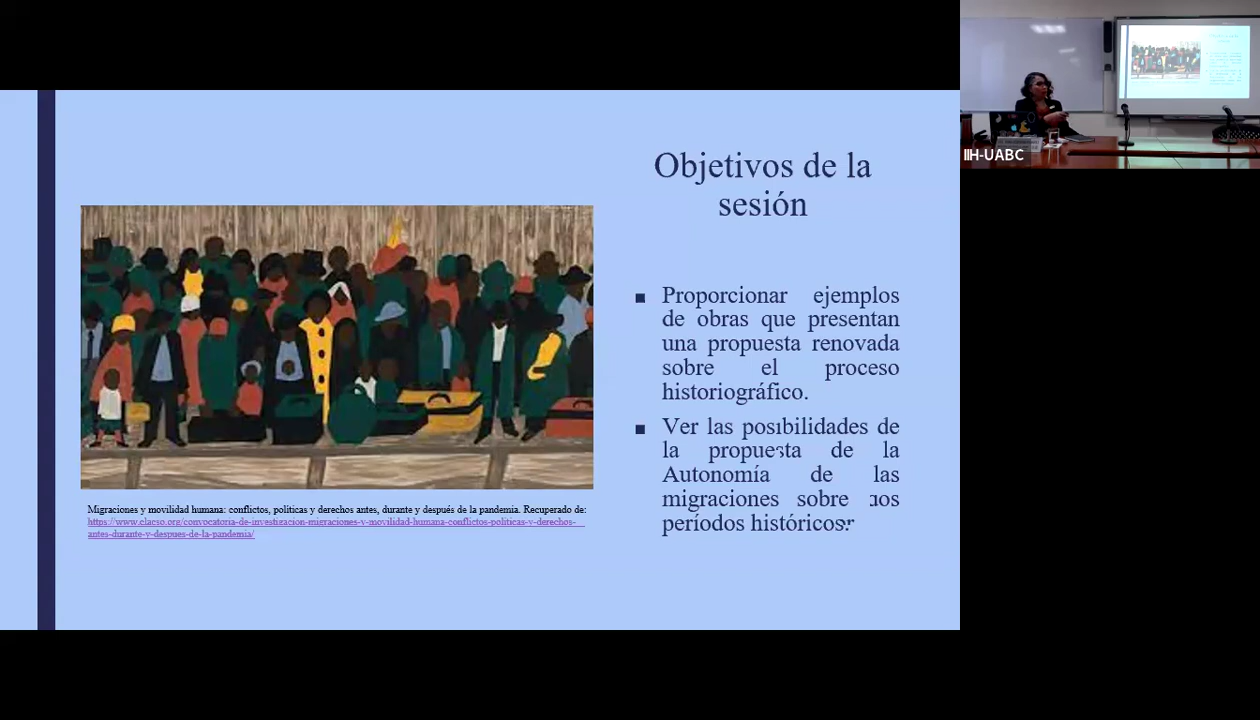 Objetivos de la
sesión
■ Proporcionar ejemplos
de obras que presentan
una propuesta renovada
sobre el proceso
historiográfico.
■ Ver las posibilidades de
la propuesta de la
Autonomía de las
migraciones sobre
períodos históricos
Migraciones y movilidad humana: conflictos, políticas y derechos antes, durante y después de la pandemia. Recuperado de:
https://www.clacso.org/convocatoria-de-investigacion-migraciones-y-movilidad-humana-conflictos-politicas-y-derechos-
antes-durante-y-despues-de-la-pandemia/
IIH-UABC